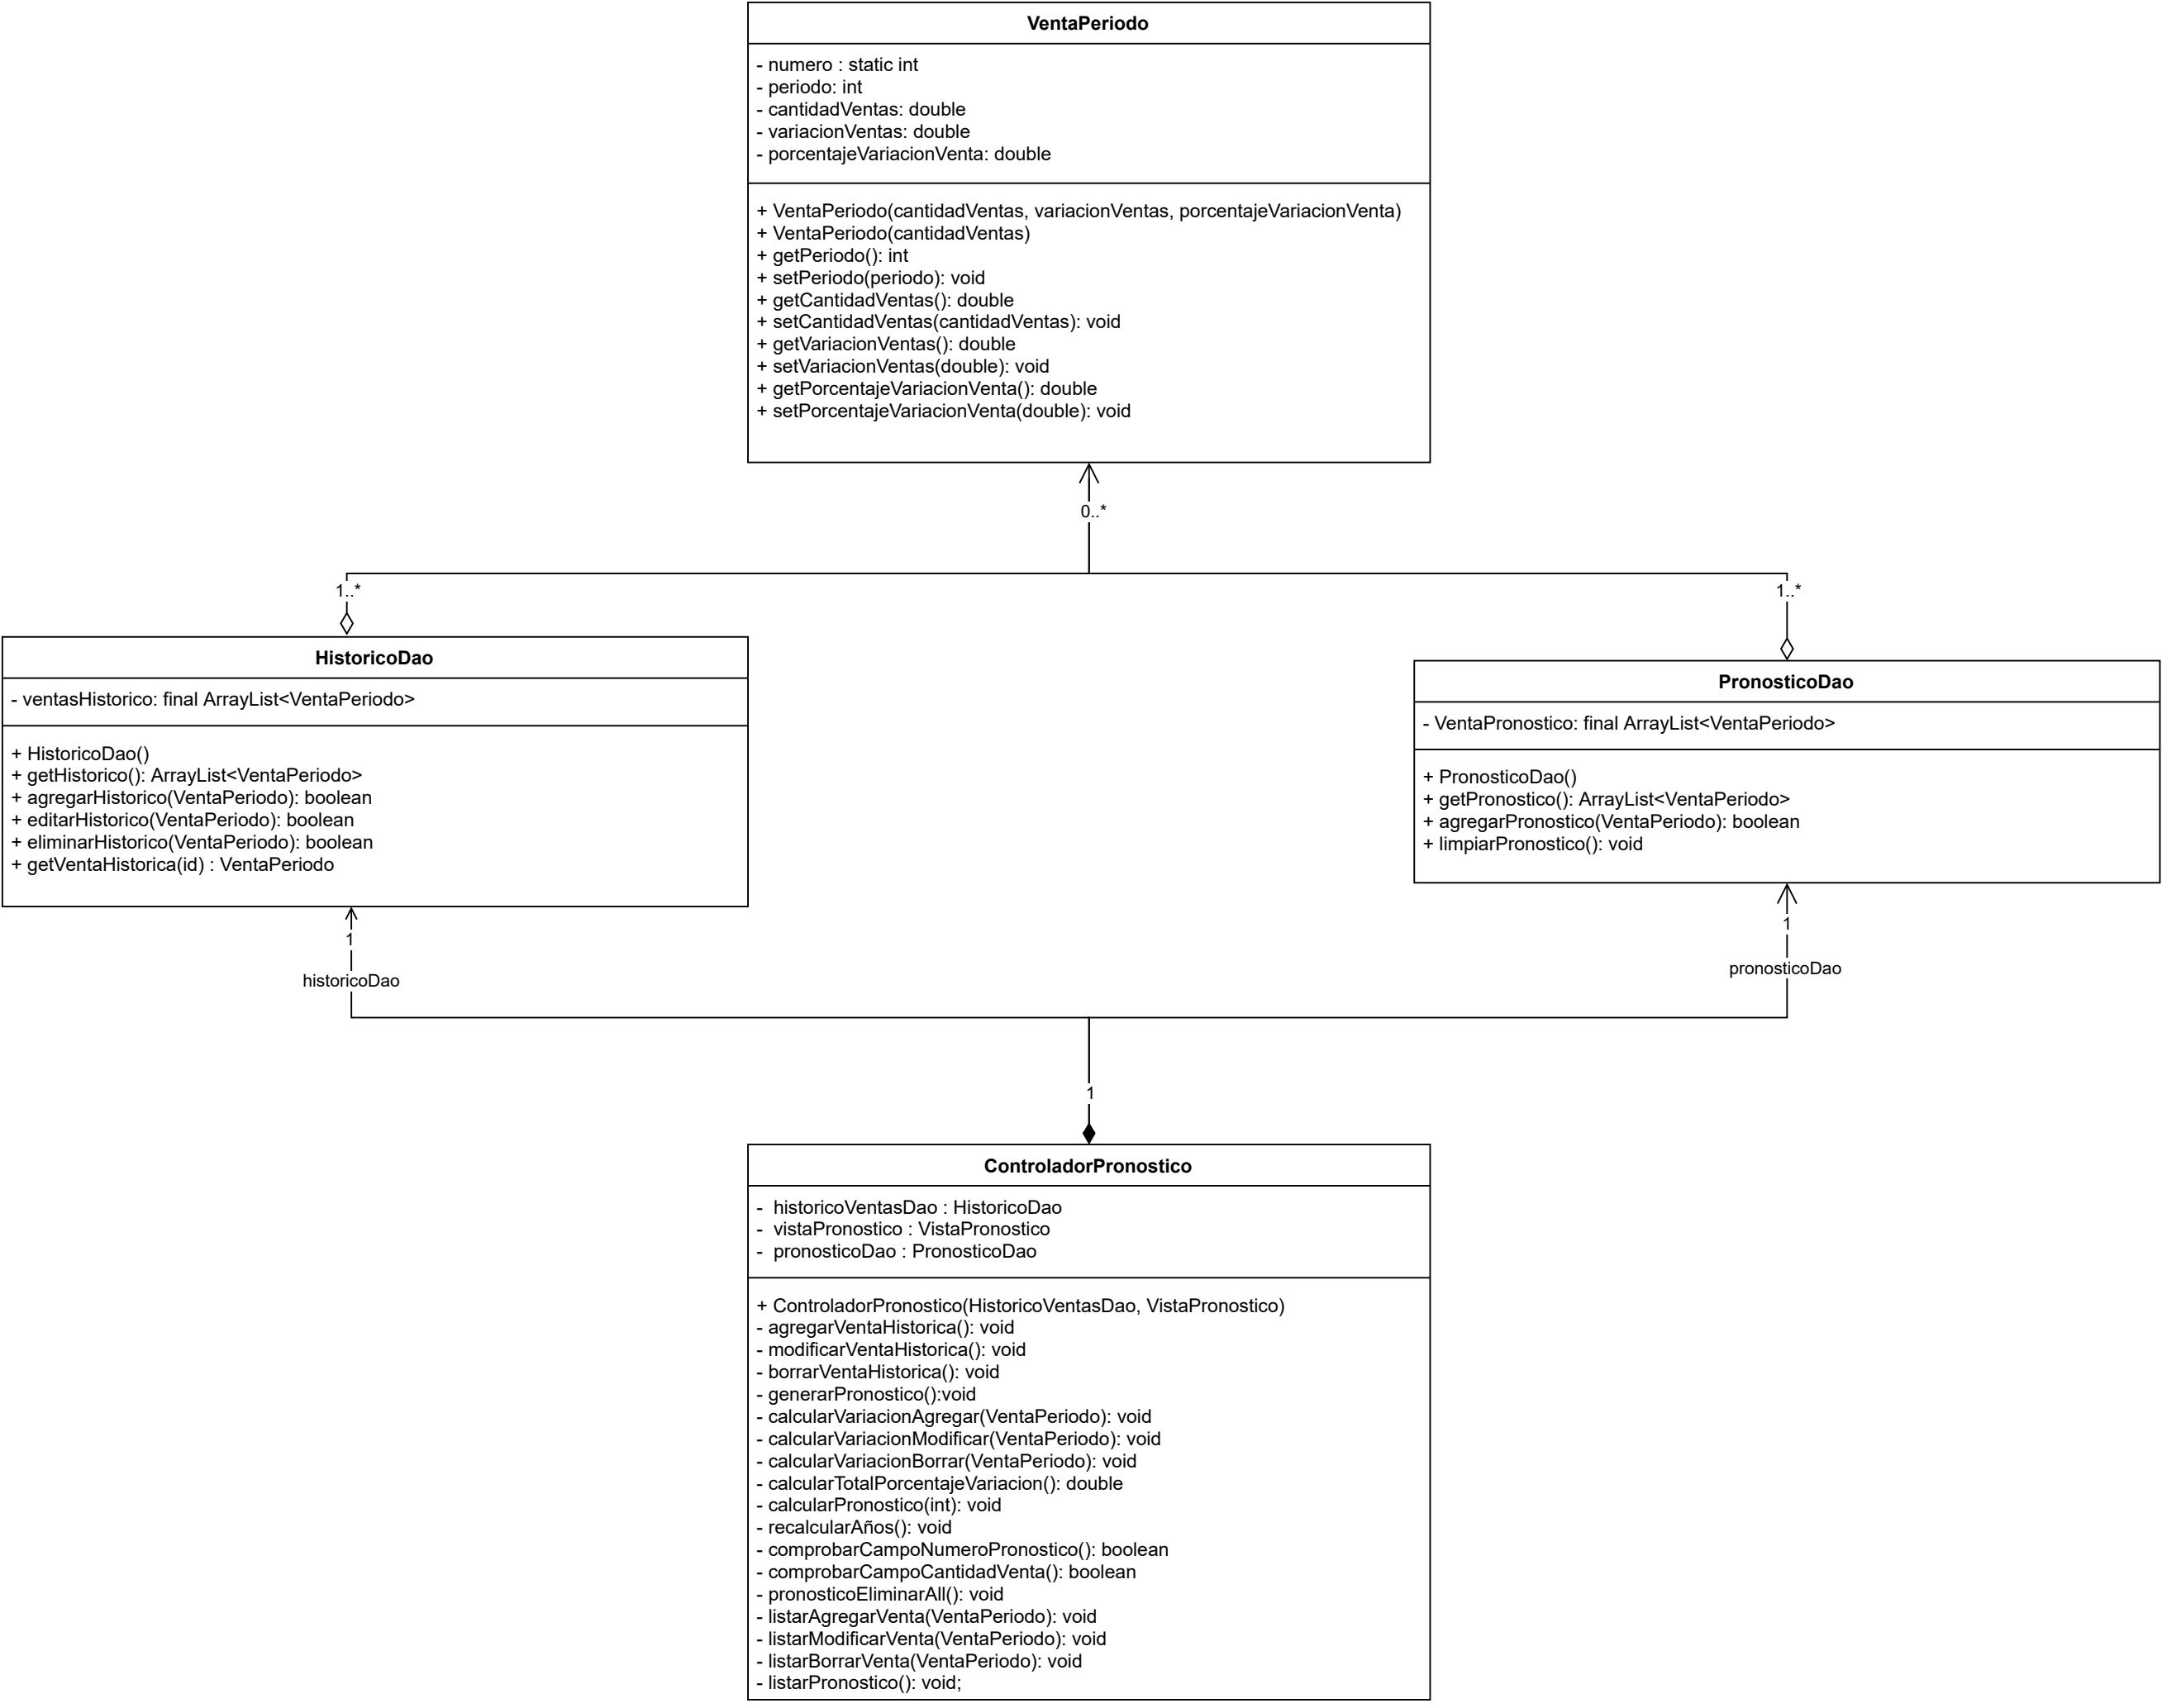 VentaPeriodo
- numero : static int
- periodo: int
- cantidadVentas: double
- variacionVentas: double
- porcentajeVariacionVenta: double
+ VentaPeriodo(cantidadVentas, variacionVentas, porcentajeVariacionVenta)
+ VentaPeriodo(cantidadVentas)
+ getPeriodo(): int
+ setPeriodo(periodo): void
+ getCantidadVentas(): double
+ setCantidadVentas(cantidadVentas): void
+ getVariacionVentas(): double
+ setVariacionVentas(double): void
+ getPorcentajeVariacionVenta(): double
+ setPorcentajeVariacionVenta(double): void
0..*
1..*
1..*
HistoricoDao
- ventasHistorico: final ArrayList<VentaPeriodo>
+ HistoricoDao()
+ getHistorico(): ArrayList<VentaPeriodo>
+ agregarHistorico(VentaPeriodo): boolean
+ editarHistorico(VentaPeriodo): boolean
+ eliminarHistorico(VentaPeriodo): boolean
+ getVentaHistorica(id) : VentaPeriodo
PronosticoDao
- VentaPronostico: final ArrayList<VentaPeriodo>
+ PronosticoDao()
+ getPronostico(): ArrayList<VentaPeriodo>
+ agregarPronostico(VentaPeriodo): boolean
+ limpiarPronostico(): void
1
historicoDao
1
pronosticoDao
1
ControladorPronostico
- historicoVentasDao : HistoricoDao
- vistaPronostico : VistaPronostico
- pronosticoDao : PronosticoDao
+ ControladorPronostico(HistoricoVentasDao, VistaPronostico)
- agregarVentaHistorica(): void
- modificarVentaHistorica(): void
- borrarVentaHistorica(): void
- generarPronostico():void
- calcularVariacionAgregar(VentaPeriodo): void
- calcularVariacionModificar(VentaPeriodo): void
- calcularVariacionBorrar(VentaPeriodo): void
- calcularTotalPorcentajeVariacion(): double
- calcularPronostico(int): void
- recalcularAños(): void
- comprobarCampoNumeroPronostico(): boolean
- comprobarCampoCantidadVenta(): boolean
- pronosticoEliminarAll(): void
- listarAgregarVenta(VentaPeriodo): void
- listarModificarVenta(VentaPeriodo): void
- listarBorrarVenta(VentaPeriodo): void
- listarPronostico(): void;